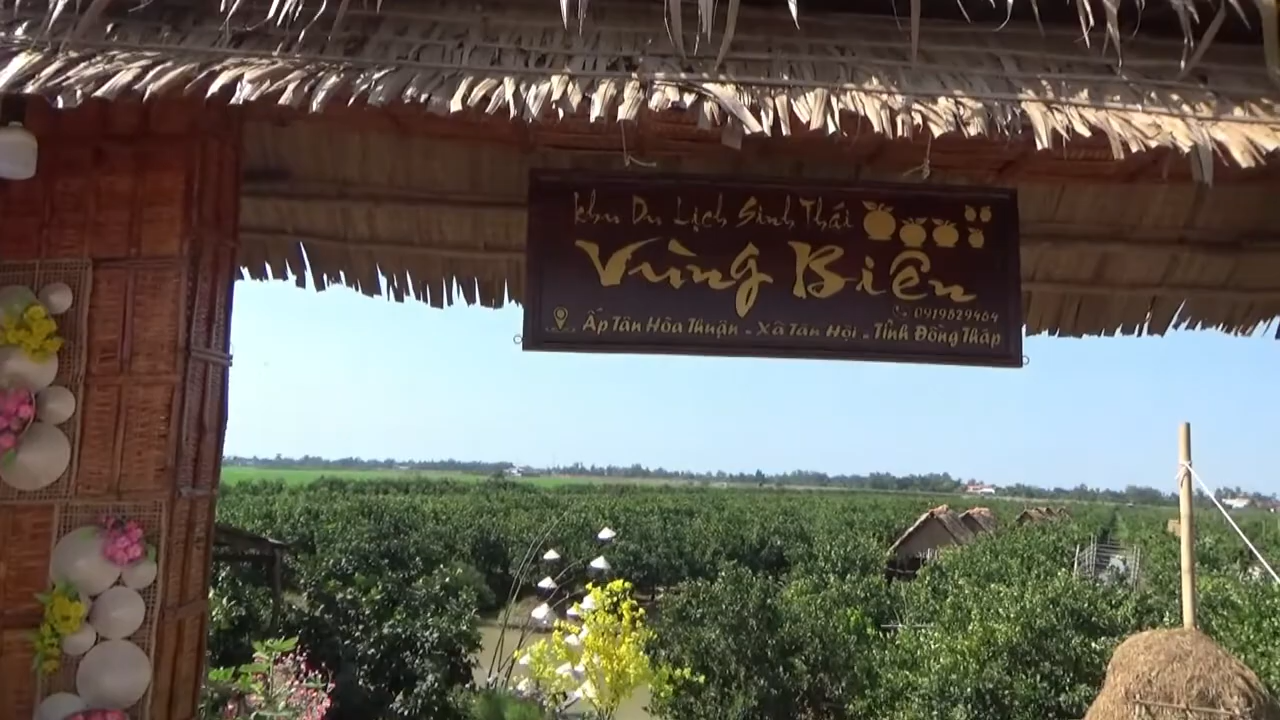 khu Du Lịch Sinh Thái
Vùng Biên
0919829464
Ấp Tân Hòa Thuận - Xã Tân Hội - Tỉnh Đồng Tháp